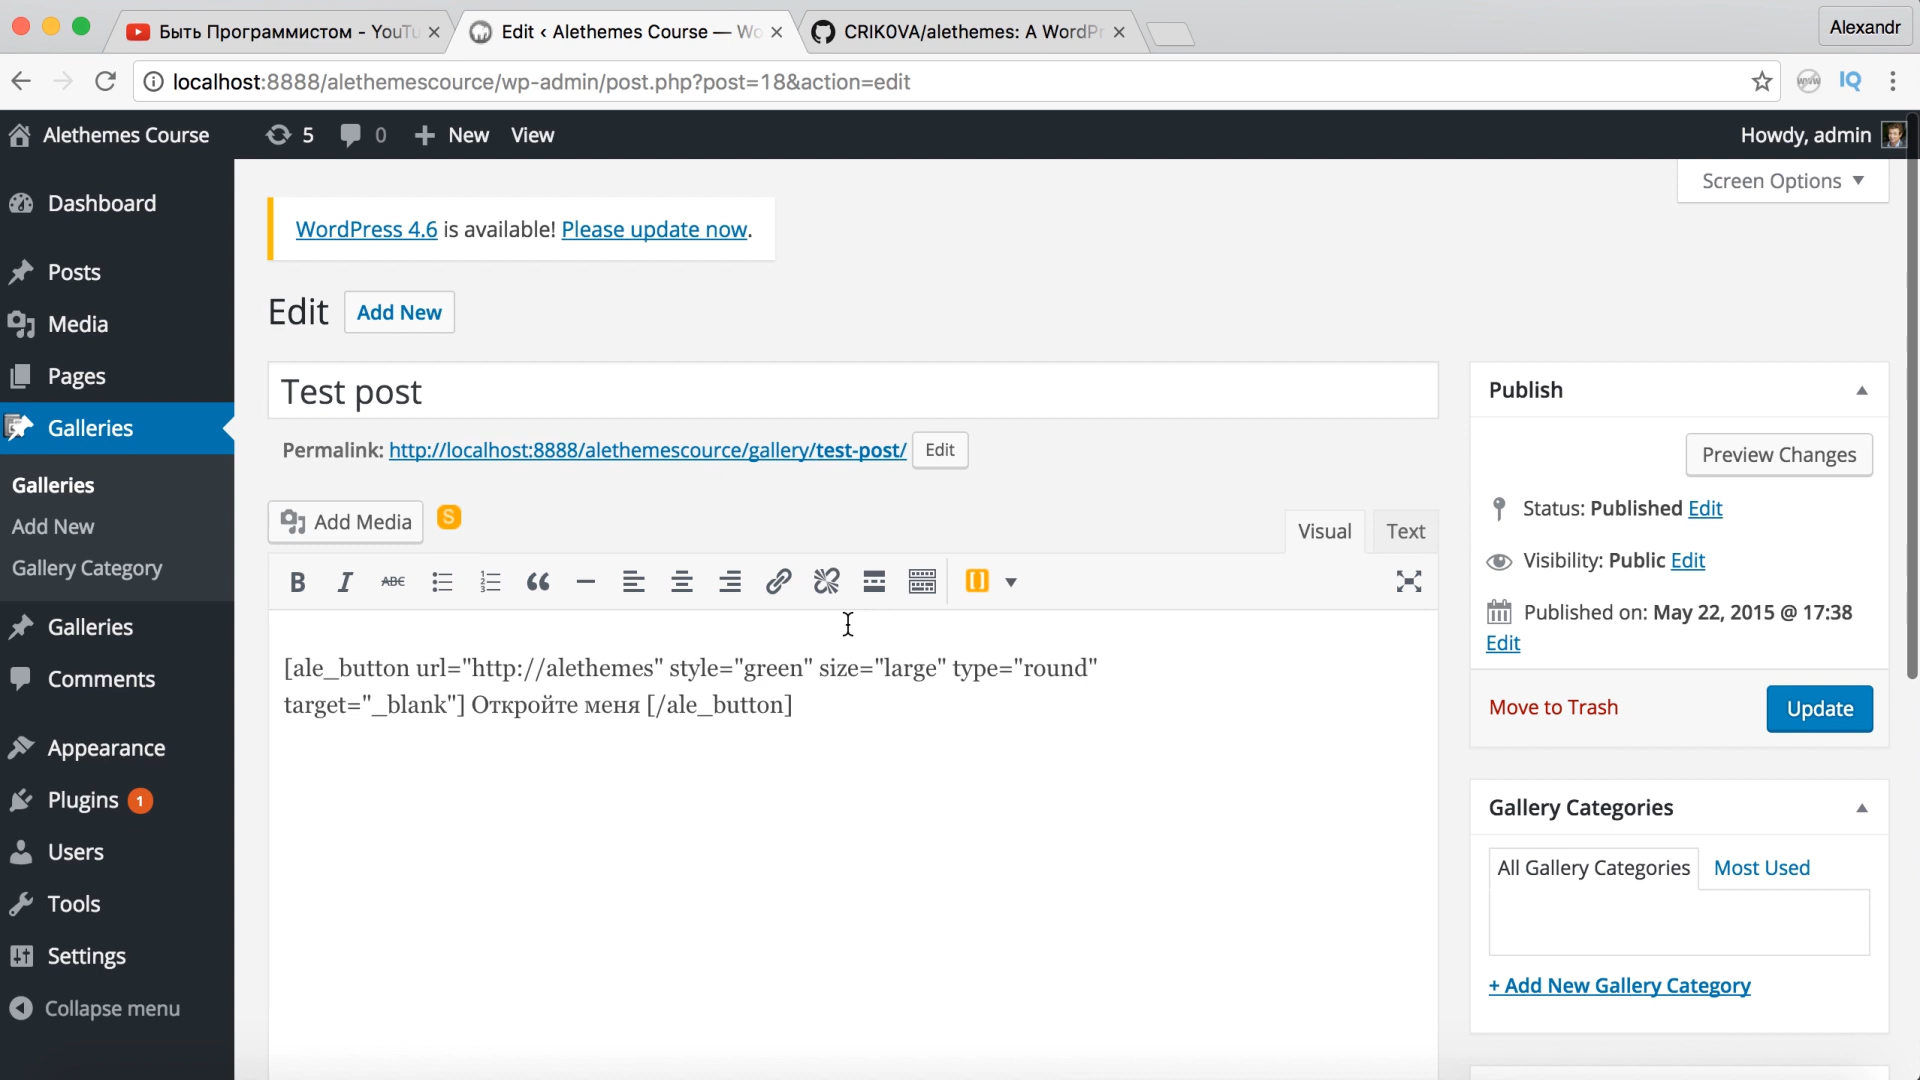 Быть Программистом - YouTu
Edit ‹ Alethemes Course — Wo
CRIK0VA/alethemes: A WordPr
Alexandr
localhost:8888/alethemescource/wp-admin/post.php?post=18&action=edit
www
IQ
Alethemes Course
5
0
New
View
Howdy, admin
Screen Options
Dashboard
Posts
Media
Pages
Galleries
Galleries
Add New
Gallery Category
Galleries
Comments
Appearance
Plugins 1
Users
Tools
Settings
Collapse menu
WordPress 4.6 is available! Please update now.
Edit
Add New
Test post
Permalink: http://localhost:8888/alethemescource/gallery/test-post/
Edit
Add Media
S
Visual
Text
B
I
ABC
[ale_button url="http://alethemes" style="green" size="large" type="round"
target="_blank"] Откройте меня [/ale_button]
Publish
Preview Changes
Status: Published Edit
Visibility: Public Edit
Published on: May 22, 2015 @ 17:38
Edit
Move to Trash
Update
Gallery Categories
All Gallery Categories
Most Used
+ Add New Gallery Category